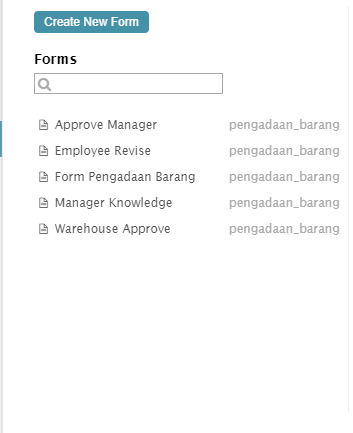 Create New Form
Forms
Approve Manager pengadaan_barang
Employee Revise pengadaan_barang
Form Pengadaan Barang pengadaan_barang
Manager Knowledge pengadaan_barang
Warehouse Approve pengadaan_barang